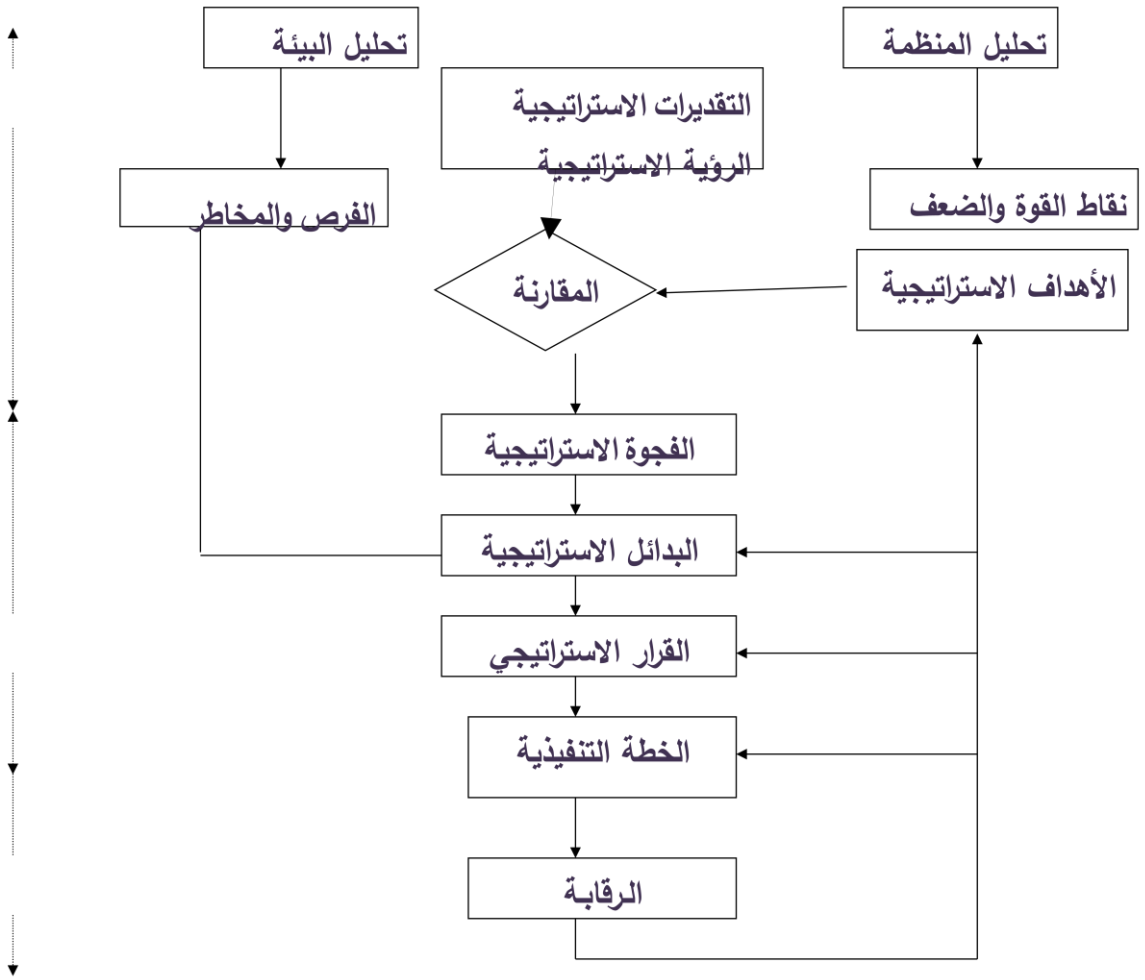 تحليل المنظمة
تحليل البيئة
التقديرات الاستراتيجية
الرؤية الاستراتيجية
نقاط القوة والضعف
الفرص والمخاطر
الأهداف الاستراتيجية
المقارنة
الفجوة الاستراتيجية
البدائل الاستراتيجية
القرار الاستراتيجي
الخطة التنفيذية
الرقابة